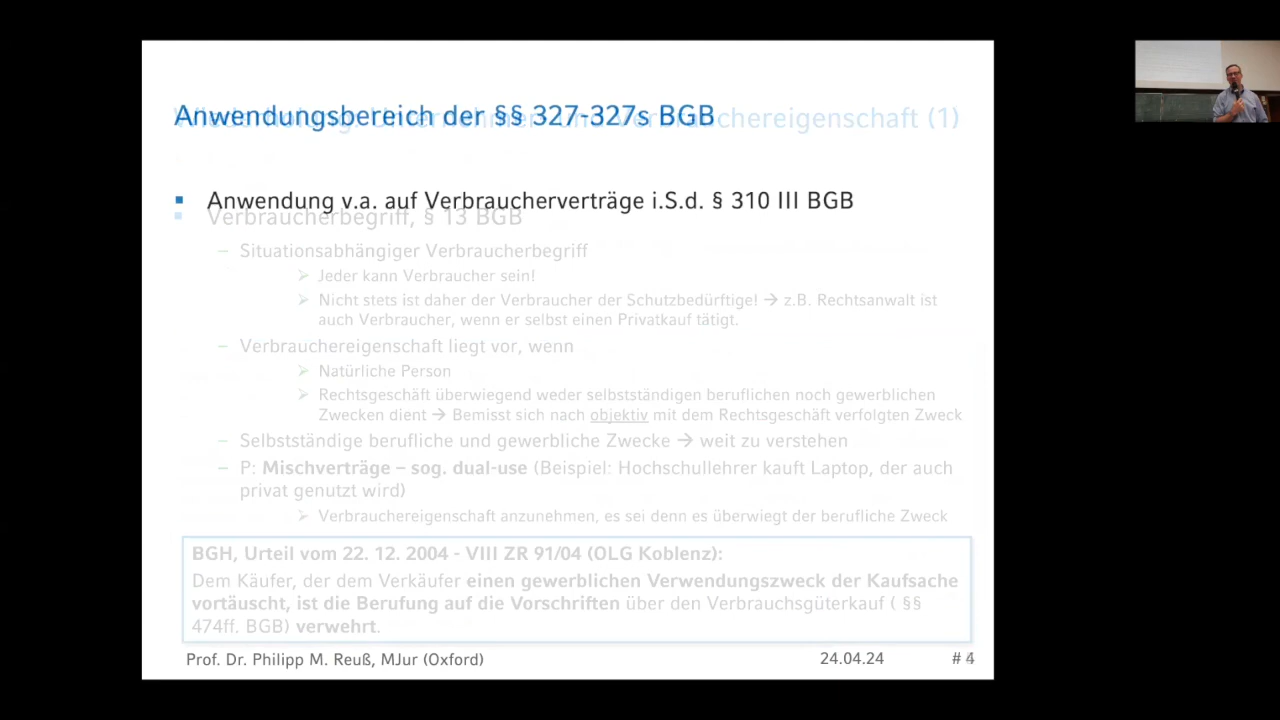 Anwendungsbereich der §§ 327-327s BGB
Wiederholung: Unternehmer- und Verbrauchereigenschaft (1)
Anwendung v.a. auf Verbraucherverträge i.S.d. § 310 III BGB
Verbraucherbegriff, § 13 BGB
– Situationsabhängiger Verbraucherbegriff
➢ Jeder kann Verbraucher sein!
➢ Nicht stets ist daher der Verbraucher der Schutzbedürftige! → z.B. Rechtsanwalt ist
auch Verbraucher, wenn er selbst einen Privatkauf tätigt.
– Verbrauchereigenschaft liegt vor, wenn
➢ Natürliche Person
➢ Rechtsgeschäft überwiegend weder selbstständigen beruflichen noch gewerblichen
Zwecken dient → Bemisst sich nach objektiv mit dem Rechtsgeschäft verfolgten Zweck
– Selbstständige berufliche und gewerbliche Zwecke → weit zu verstehen
– P: Mischverträge – sog. dual-use (Beispiel: Hochschullehrer kauft Laptop, der auch
privat genutzt wird)
➢ Verbrauchereigenschaft anzunehmen, es sei denn es überwiegt der berufliche Zweck
BGH, Urteil vom 22. 12. 2004 - VIII ZR 91/04 (OLG Koblenz):
Dem Käufer, der dem Verkäufer einen gewerblichen Verwendungszweck der Kaufsache
vortäuscht, ist die Berufung auf die Vorschriften über den Verbrauchsgüterkauf ( §§
474ff. BGB) verwehrt.
Prof. Dr. Philipp M. Reuß, MJur (Oxford) 24.04.24 # 4